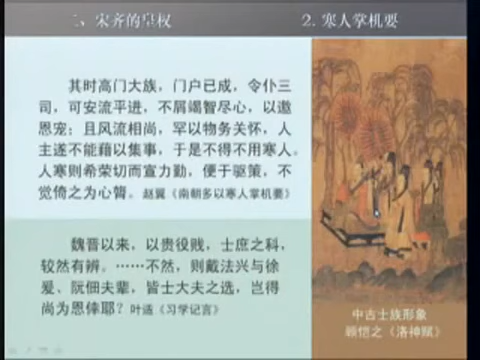 二、宋齐的皇权
2. 寒人掌机要
其时高门大族，门户已成，令仆三
司，可安流平进，不屑竭智尽心，以邀
恩宠；且风流相尚，罕以物务关怀，人
主遂不能藉以集事，于是不得不用寒人。
人寒则希荣切而宣力勤，便于驱策，不
觉倚之为心膂。赵翼《南朝多以寒人掌机要》
魏晋以来，以贵役贱，士庶之科，
较然有辨。……不然，则戴法兴与徐
爰、阮佃夫辈，皆士大夫之选，岂得
尚为恩倖耶？叶适《习学记言》
中古士族形象
顾恺之《洛神赋》